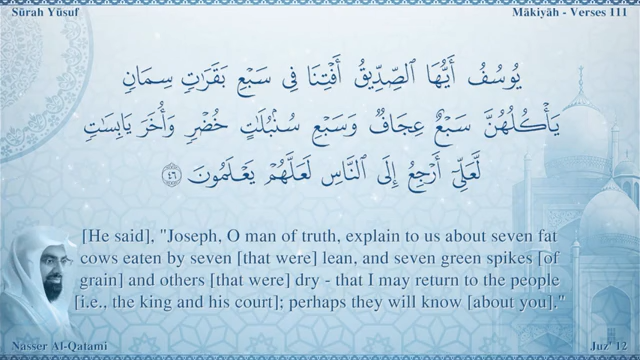 Sūrah Yūsuf
Mākiyāh - Verses 111
يُوسُفُ أَيُّهَا ٱلصِّدِّيقُ أَفْتِنَا فِى سَبْعِ بَقَرَٰتٍ سِمَانٍ
يَأْكُلُهُنَّ سَبْعٌ عِجَافٌ وَسَبْعِ سُنۢبُلَٰتٍ خُضْرٍ وَأُخَرَ يَابِسَٰتٍ
لَّعَلِّىٓ أَرْجِعُ إِلَى ٱلنَّاسِ لَعَلَّهُمْ يَعْلَمُونَ ٤٦
[He said], "Joseph, O man of truth, explain to us about seven fat
cows eaten by seven [that were] lean, and seven green spikes [of
grain] and others [that were] dry - that I may return to the people
[i.e., the king and his court]; perhaps they will know [about you]."
Nasser Al-Qatami
Juz' 12